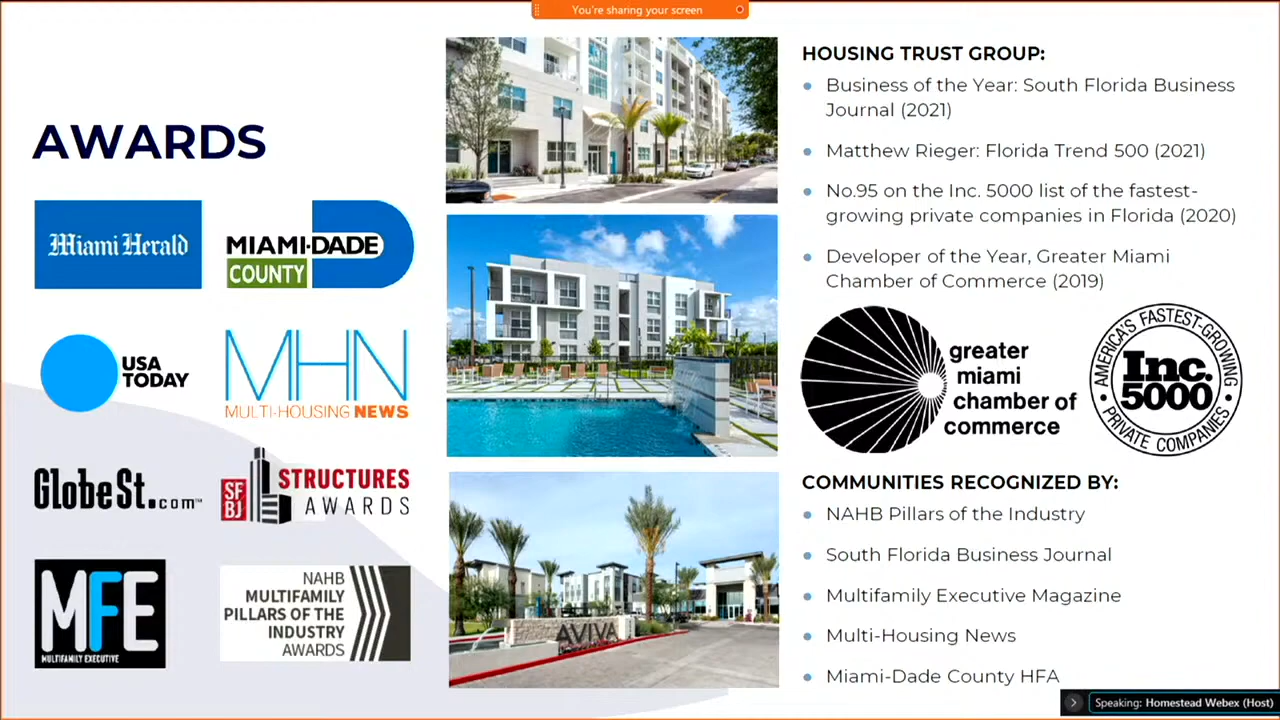 You're sharing your screen
AWARDS
Miami Herald
MIAMI-DADE
COUNTY
USA
TODAY
MHN
MULTI-HOUSING NEWS
GlobeSt.com™
SFBJ
STRUCTURES
AWARDS
MFE
MULTIFAMILY EXECUTIVE
NAHB
MULTIFAMILY
PILLARS OF THE
INDUSTRY
AWARDS
AVIVA
HOUSING TRUST GROUP:
• Business of the Year: South Florida Business
Journal (2021)
• Matthew Rieger: Florida Trend 500 (2021)
• No.95 on the Inc. 5000 list of the fastest-
growing private companies in Florida (2020)
• Developer of the Year, Greater Miami
Chamber of Commerce (2019)
greater
miami
chamber of
commerce
AMERICA'S FASTEST-GROWING
Inc.
5000
• PRIVATE COMPANIES •
COMMUNITIES RECOGNIZED BY:
• NAHB Pillars of the Industry
• South Florida Business Journal
• Multifamily Executive Magazine
• Multi-Housing News
• Miami-Dade County HFA
Speaking: Homestead Webex (Host)